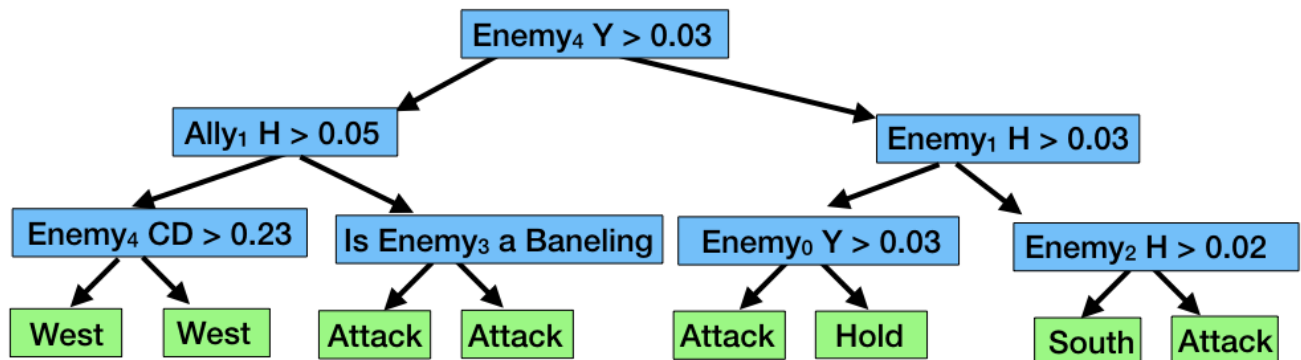 Enemy₄ Y > 0.03
Ally₁ H > 0.05
Enemy₁ H > 0.03
Enemy₄ CD > 0.23
Is Enemy₃ a Baneling
Enemy₀ Y > 0.03
Enemy₂ H > 0.02
West
West
Attack
Attack
Attack
Hold
South
Attack